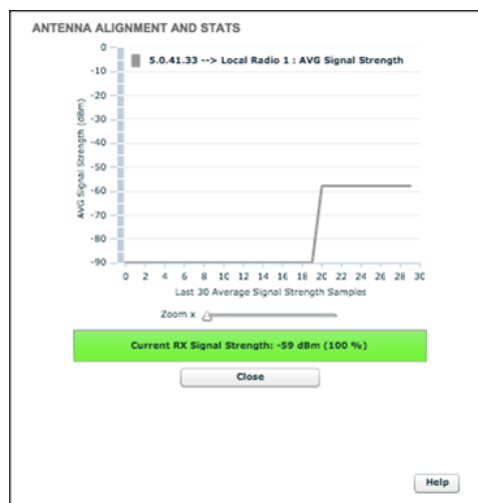 ANTENNA ALIGNMENT AND STATS
5.0.41.33 --> Local Radio 1 : AVG Signal Strength
AVG Signal Strength (dBm)
0
-10
-20
-30
-40
-50
-60
-70
-80
-90
0 2 4 6 8 10 12 14 16 18 20 22 24 26 28 30
Last 30 Average Signal Strength Samples
Zoom x
Current RX Signal Strength: -59 dBm (100 %)
Close
Help